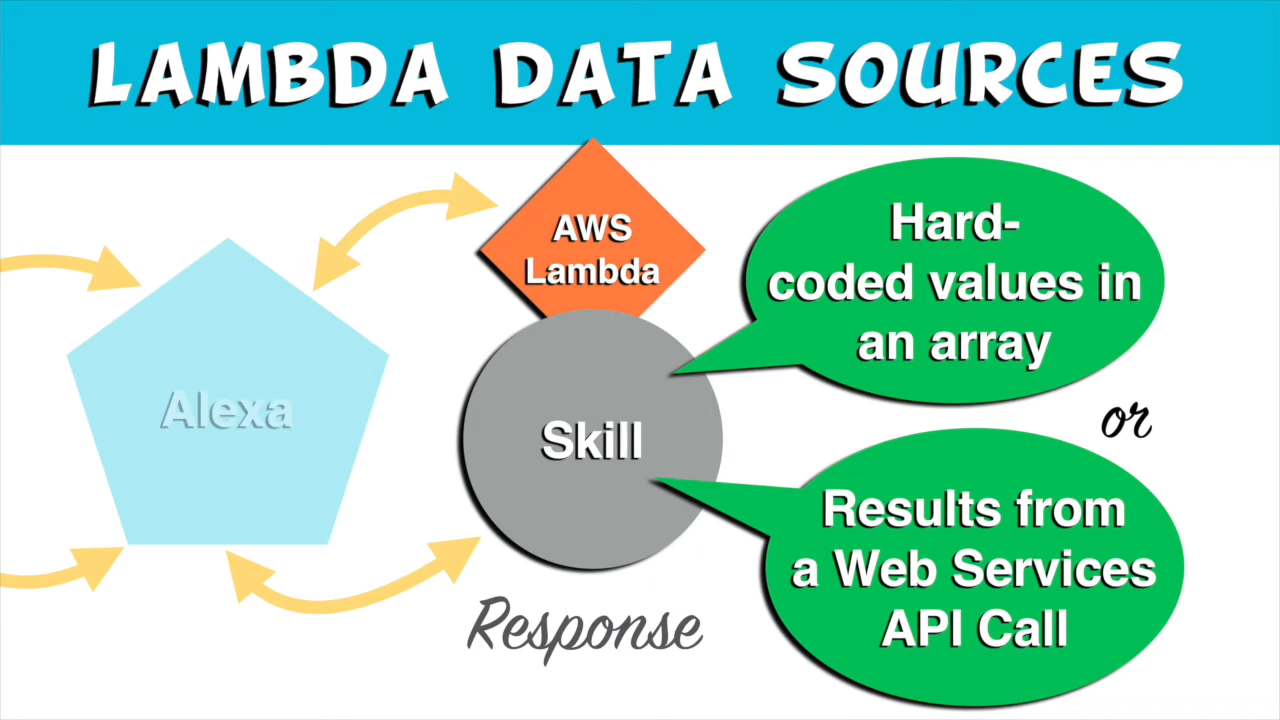 LAMBDA DATA SOURCES
AWS
Lambda
Hard-
coded values in
an array
Alexa
Skill
or
Results from
a Web Services
API Call
Response